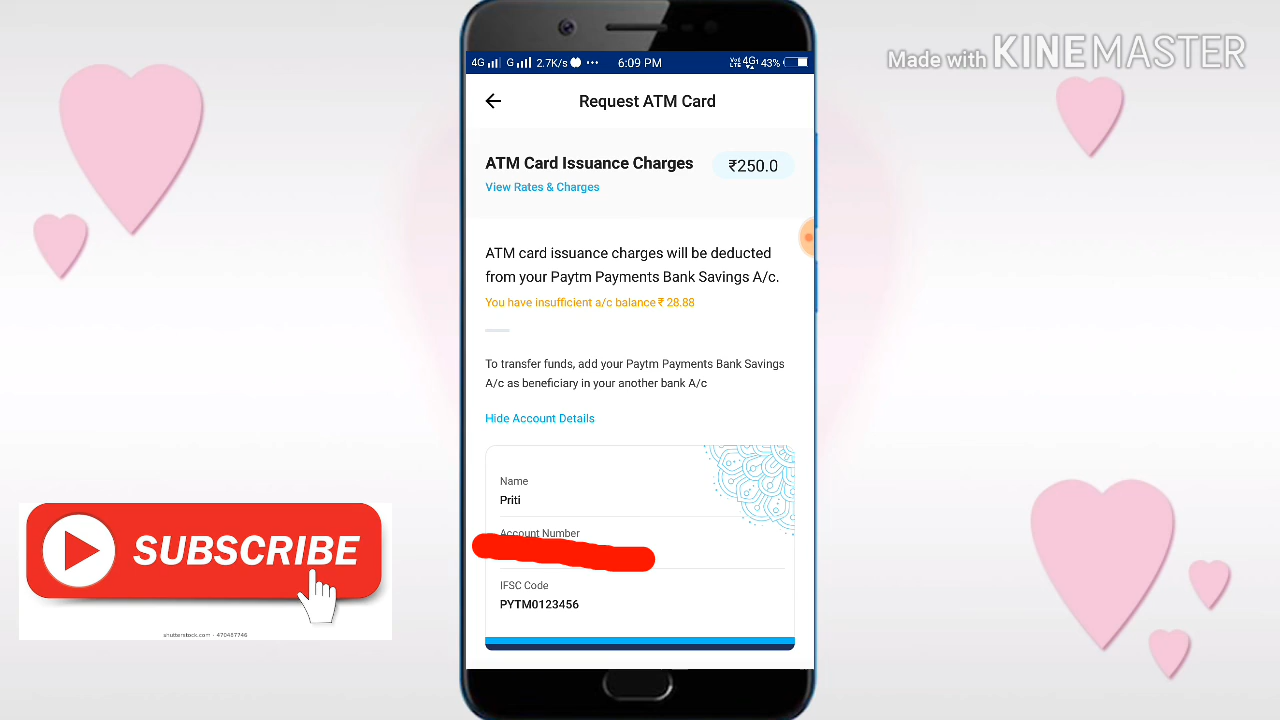 Made with KINEMASTER
4G G 2.7K/s ••• 6:09 PM 4G 43%
Request ATM Card
ATM Card Issuance Charges
₹250.0
View Rates & Charges
ATM card issuance charges will be deducted
from your Paytm Payments Bank Savings A/c.
You have insufficient a/c balance ₹ 28.88
To transfer funds, add your Paytm Payments Bank Savings
A/c as beneficiary in your another bank A/c
Hide Account Details
Name
Priti
Account Number
IFSC Code
PYTM0123456
SUBSCRIBE
shutterstock.com · 470487746